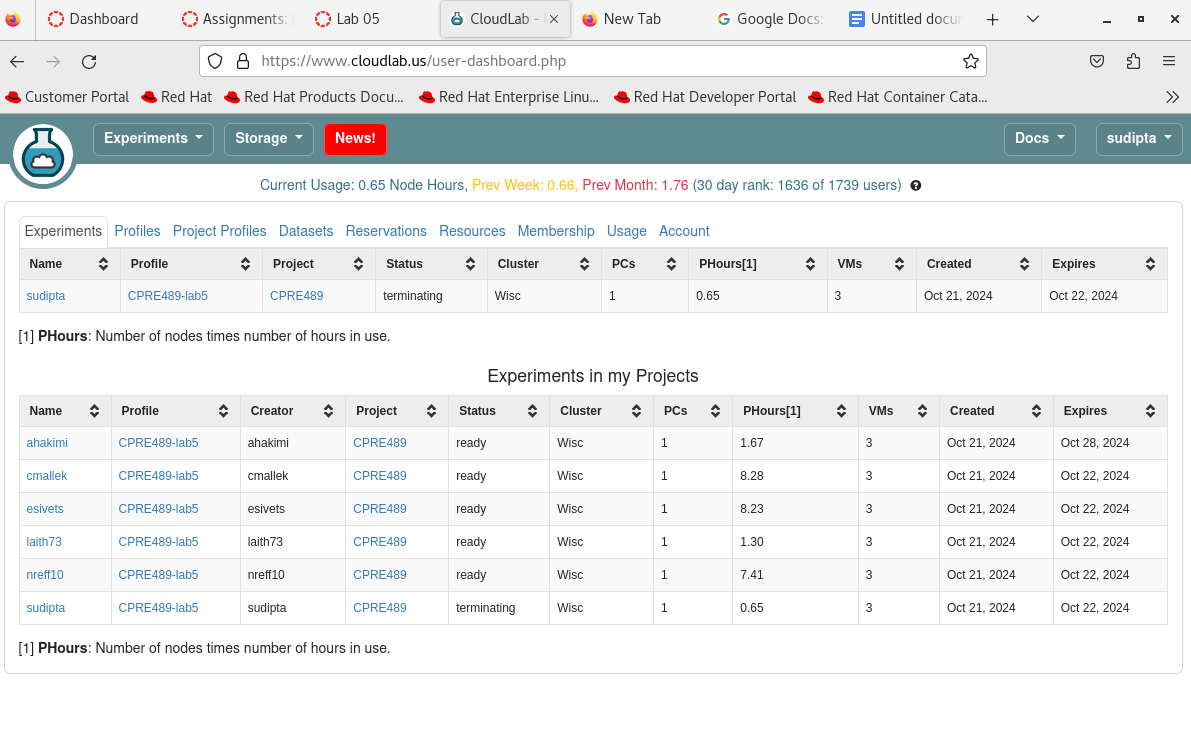 Dashboard Assignments: Lab 05 CloudLab - New Tab Google Docs: Untitled docu
https://www.cloudlab.us/user-dashboard.php
Customer Portal Red Hat Red Hat Products Docu... Red Hat Enterprise Linu... Red Hat Developer Portal Red Hat Container Cata...
Experiments Storage News! Docs sudipta
Current Usage: 0.65 Node Hours, Prev Week: 0.66, Prev Month: 1.76 (30 day rank: 1636 of 1739 users)
Experiments Profiles Project Profiles Datasets Reservations Resources Membership Usage Account
Name Profile Project Status Cluster PCs PHours[1] VMs Created Expires
sudipta CPRE489-lab5 CPRE489 terminating Wisc 1 0.65 3 Oct 21, 2024 Oct 22, 2024
[1] PHours: Number of nodes times number of hours in use.
Experiments in my Projects
Name Profile Creator Project Status Cluster PCs PHours[1] VMs Created Expires
ahakimi CPRE489-lab5 ahakimi CPRE489 ready Wisc 1 1.67 3 Oct 21, 2024 Oct 28, 2024
cmallek CPRE489-lab5 cmallek CPRE489 ready Wisc 1 8.28 3 Oct 21, 2024 Oct 22, 2024
esivets CPRE489-lab5 esivets CPRE489 ready Wisc 1 8.23 3 Oct 21, 2024 Oct 22, 2024
laith73 CPRE489-lab5 laith73 CPRE489 ready Wisc 1 1.30 3 Oct 21, 2024 Oct 22, 2024
nreff10 CPRE489-lab5 nreff10 CPRE489 ready Wisc 1 7.41 3 Oct 21, 2024 Oct 22, 2024
sudipta CPRE489-lab5 sudipta CPRE489 terminating Wisc 1 0.65 3 Oct 21, 2024 Oct 22, 2024
[1] PHours: Number of nodes times number of hours in use.